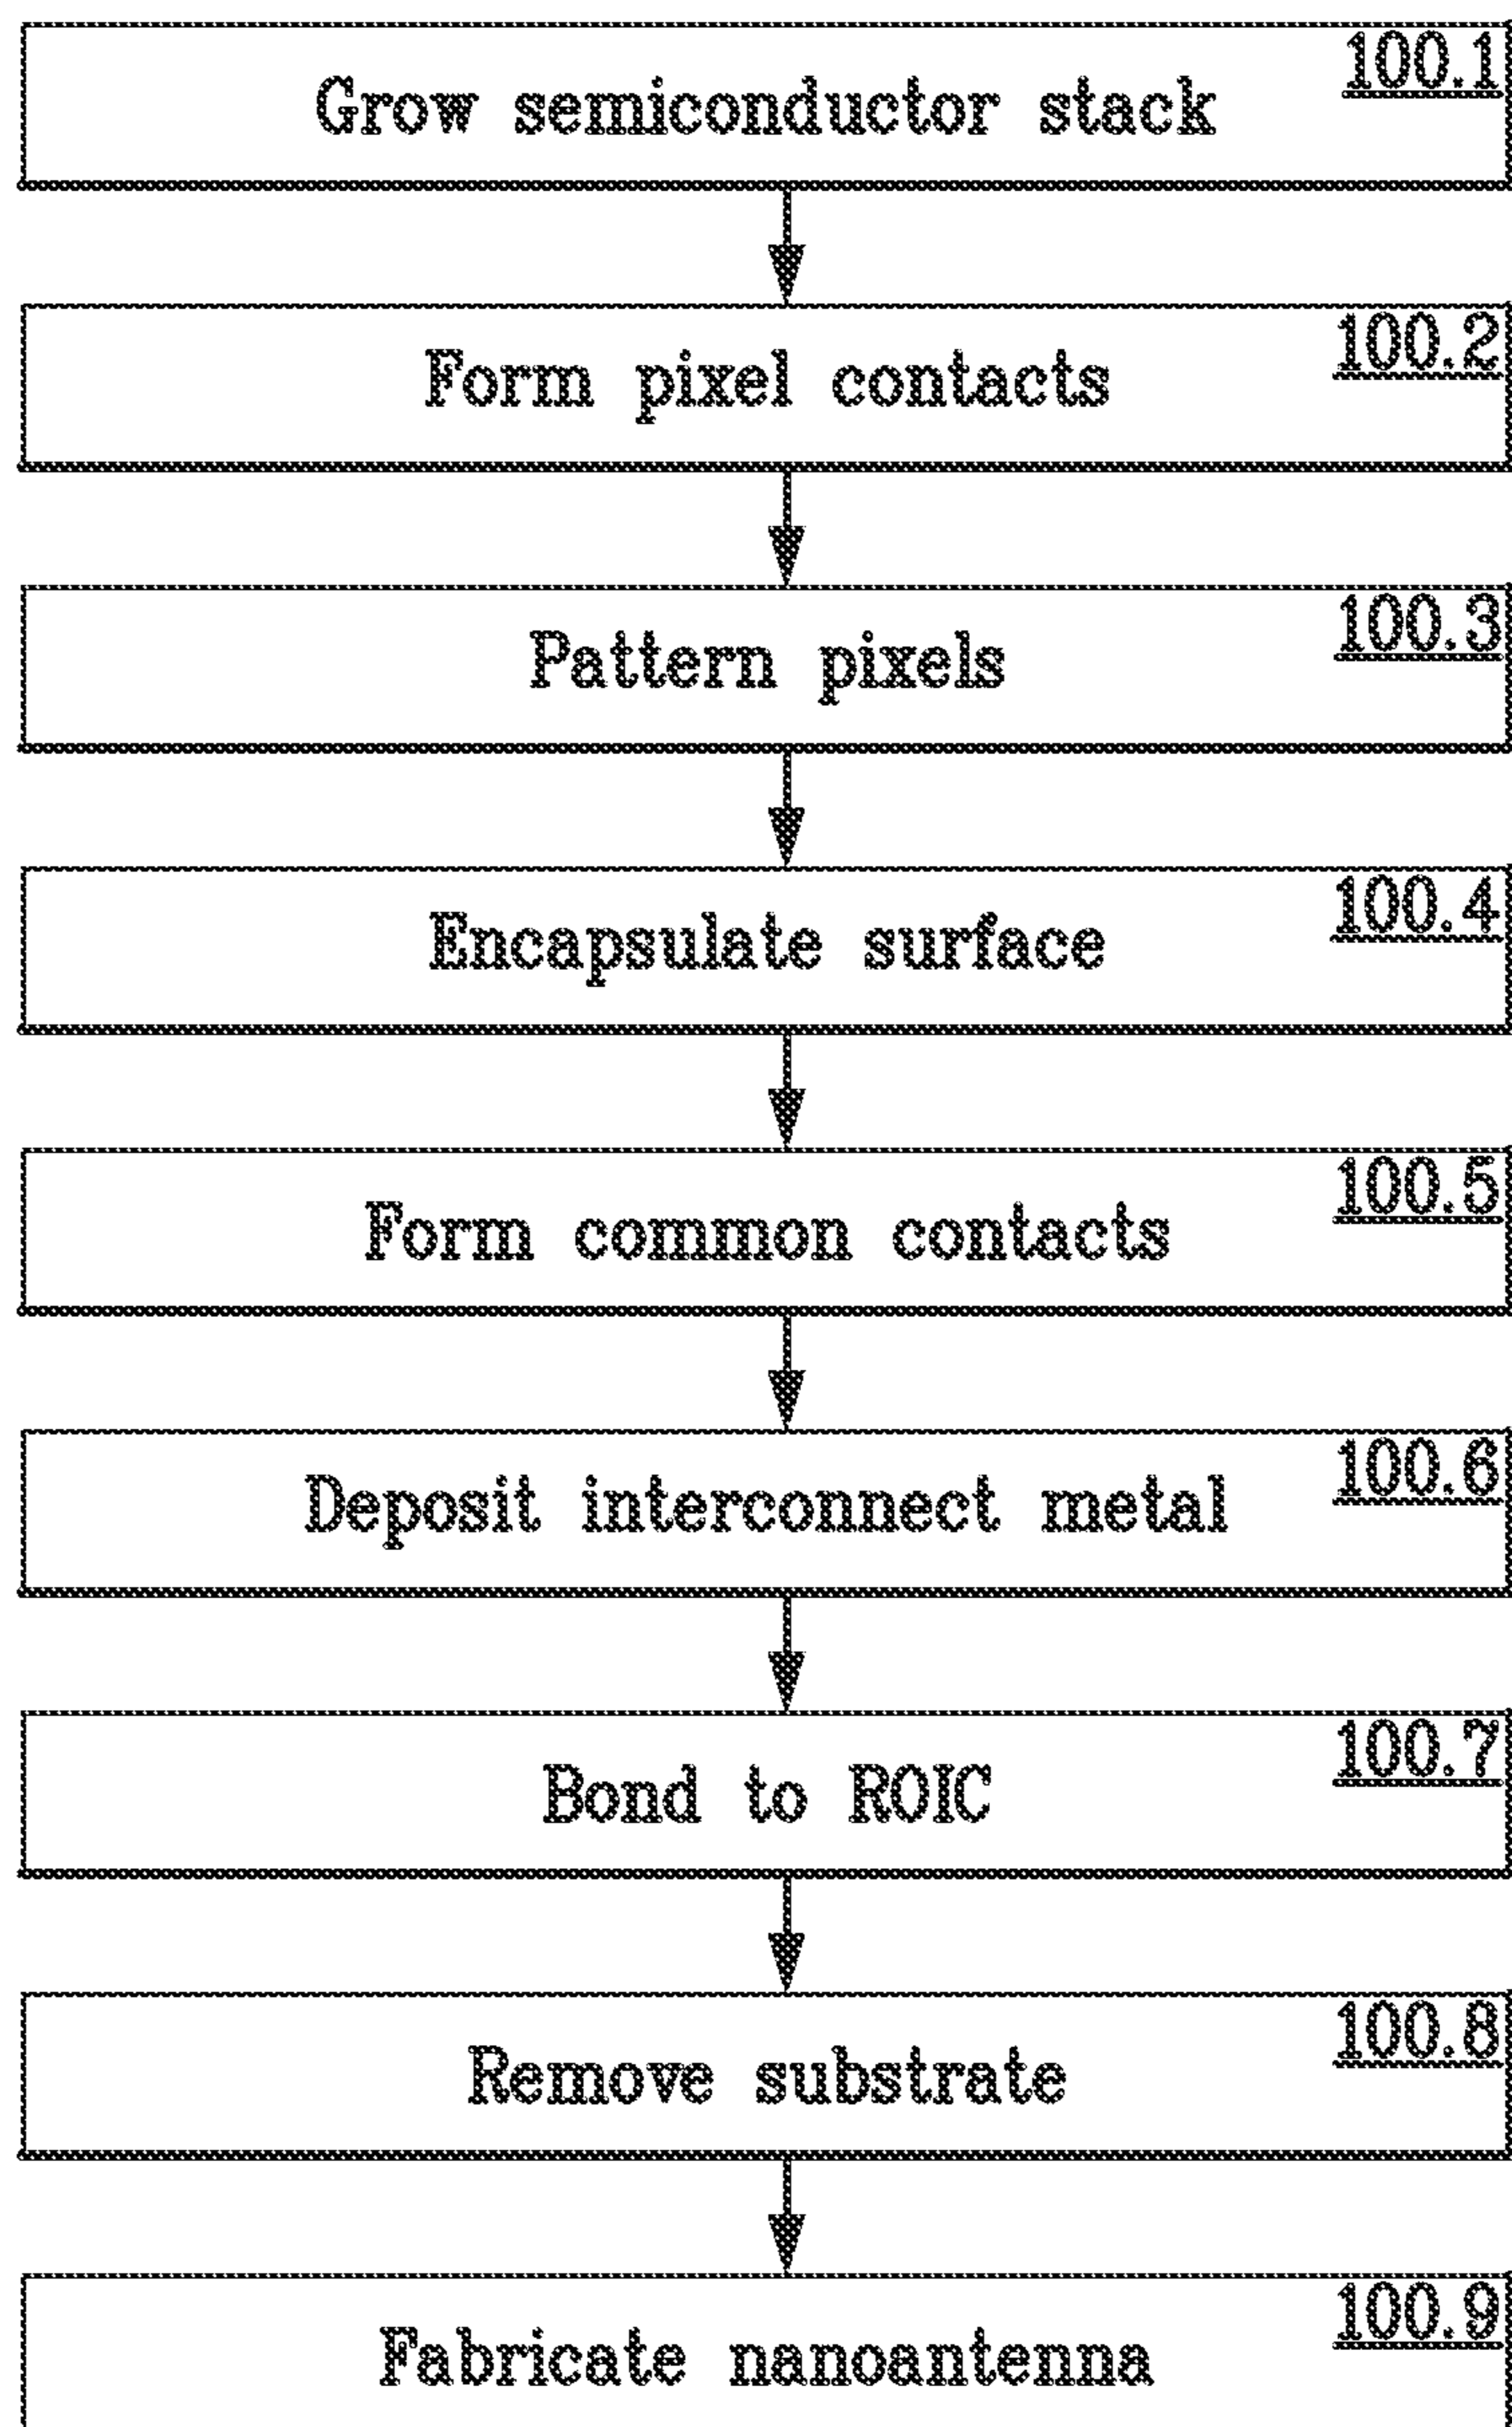 100.1
Grow semiconductor stack
100.2
Form pixel contacts
100.3
Pattern pixels
100.4
Encapsulate surface
100.5
Form common contacts
100.6
Deposit interconnect metal
100.7
Bond to ROIC
100.8
Remove substrate
100.9
Fabricate nanoantenna